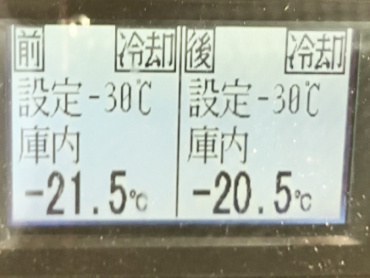 前 冷却 後 冷却
設定 -30℃ 設定 -30℃
庫内 庫内
-21.5℃ -20.5℃